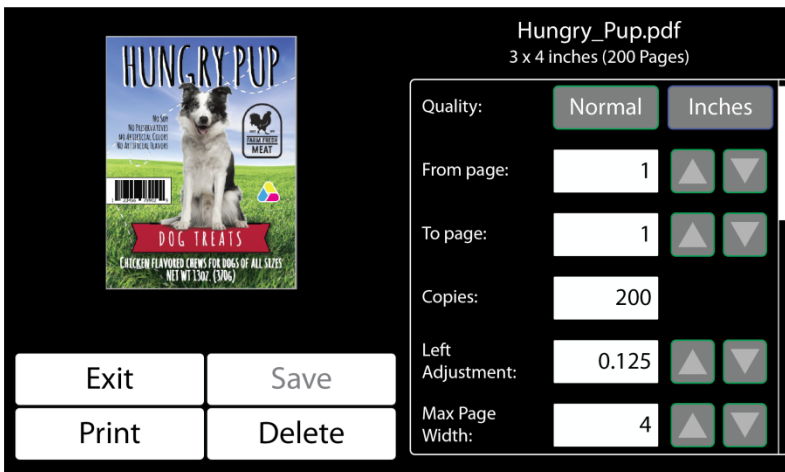 HUNGRY PUP
No Soy
No Preservatives
No Artificial Colors
No Artificial Flavors
FARM FRESH
MEAT
DOG TREATS
CHICKEN FLAVORED CHEWS FOR DOGS OF ALL SIZES
NET WT 13oz. (370g)
Exit
Save
Print
Delete
Hungry_Pup.pdf
3 x 4 inches (200 Pages)
Quality:
Normal
Inches
From page:
1
To page:
1
Copies:
200
Left
Adjustment:
0.125
Max Page
Width:
4